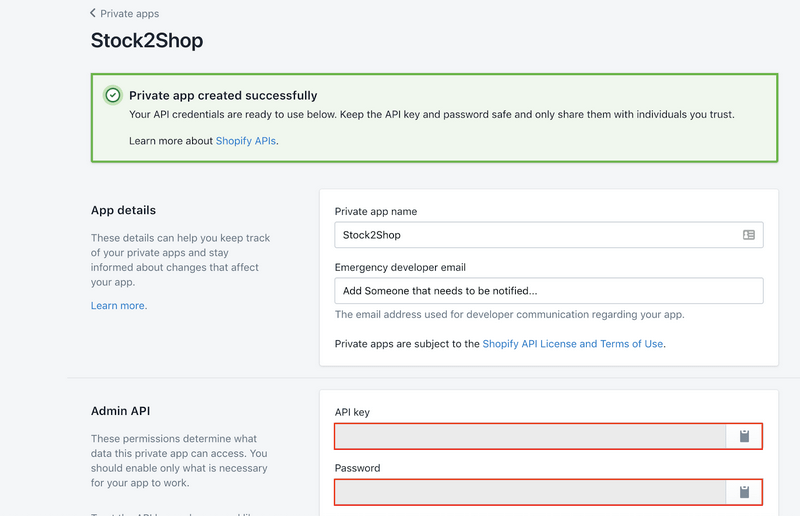 Private apps
Stock2Shop
Private app created successfully
Your API credentials are ready to use below. Keep the API key and password safe and only share them with individuals you trust.
Learn more about Shopify APIs.
App details
These details can help you keep track
of your private apps and stay
informed about changes that affect
your app.
Learn more.
Private app name
Stock2Shop
Emergency developer email
Add Someone that needs to be notified...
The email address used for developer communication regarding your app.
Private apps are subject to the Shopify API License and Terms of Use.
Admin API
These permissions determine what
data this private app can access. You
should enable only what is necessary
for your app to work.
API key
Password